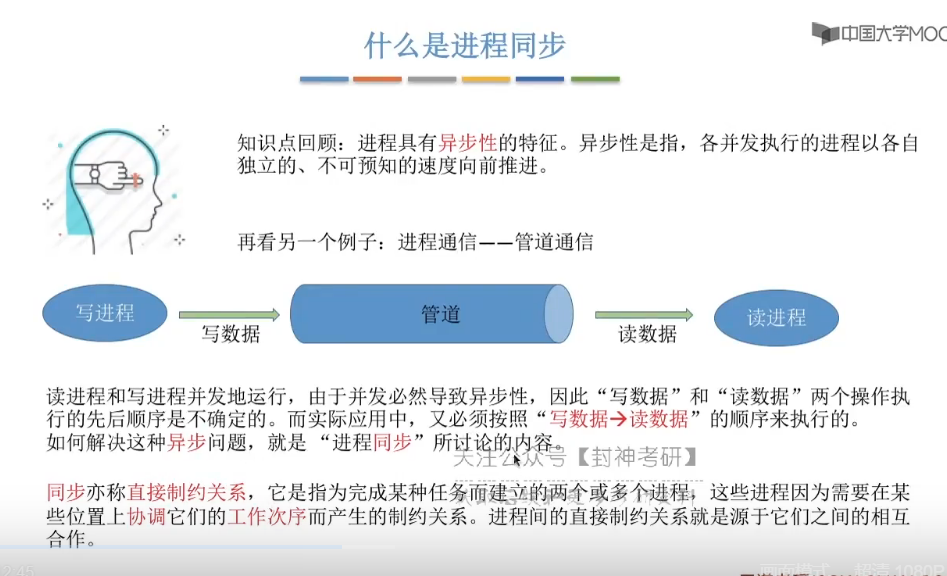 什么是进程同步
中国大学MOO
知识点回顾：进程具有异步性的特征。异步性是指，各并发执行的进程以各自
独立的、不可预知的速度向前推进。
再看另一个例子：进程通信——管道通信
写进程
写数据
管道
读数据
读进程
读进程和写进程并发地运行，由于并发必然导致异步性，因此“写数据”和“读数据”两个操作执
行的先后顺序是不确定的。而实际应用中，又必须按照“写数据→读数据”的顺序来执行的。
如何解决这种异步问题，就是 “进程同步”所讨论的内容。
关注公众号【封神考研】
同步亦称直接制约关系，它是指为完成某种任务而建立的两个或多个进程，这些进程因为需要在某
些位置上协调它们的工作次序而产生的制约关系。进程间的直接制约关系就是源于它们之间的相互
合作。
画面模式 超清 1080P